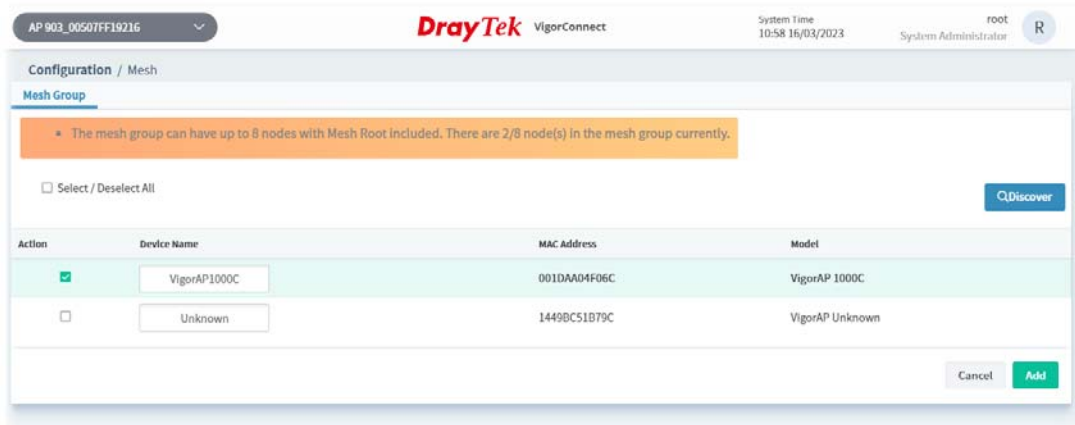 AP 903_00507FF19216
DrayTek VigorConnect
System Time
10:58 16/03/2023
root
System Administrator
R
Configuration / Mesh
Mesh Group
• The mesh group can have up to 8 nodes with Mesh Root included. There are 2/8 node(s) in the mesh group currently.
Select / Deselect All
Discover
Action Device Name MAC Address Model
VigorAP1000C 001DAA04F06C VigorAP 1000C
Unknown 1449BC51B79C VigorAP Unknown
Cancel Add